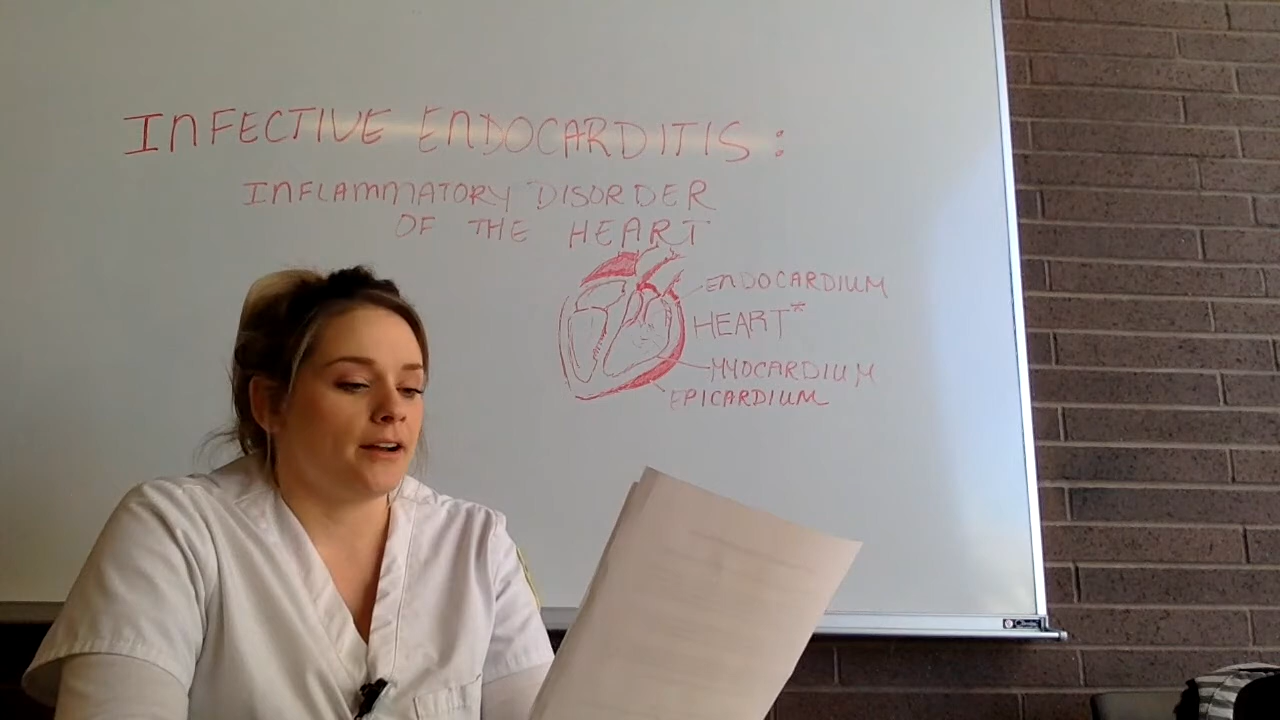 INFECTIVE ENDOCARDITIS:
INFLAMMATORY DISORDER
OF THE HEART
ENDOCARDIUM
HEART*
MYOCARDIUM
EPICARDIUM